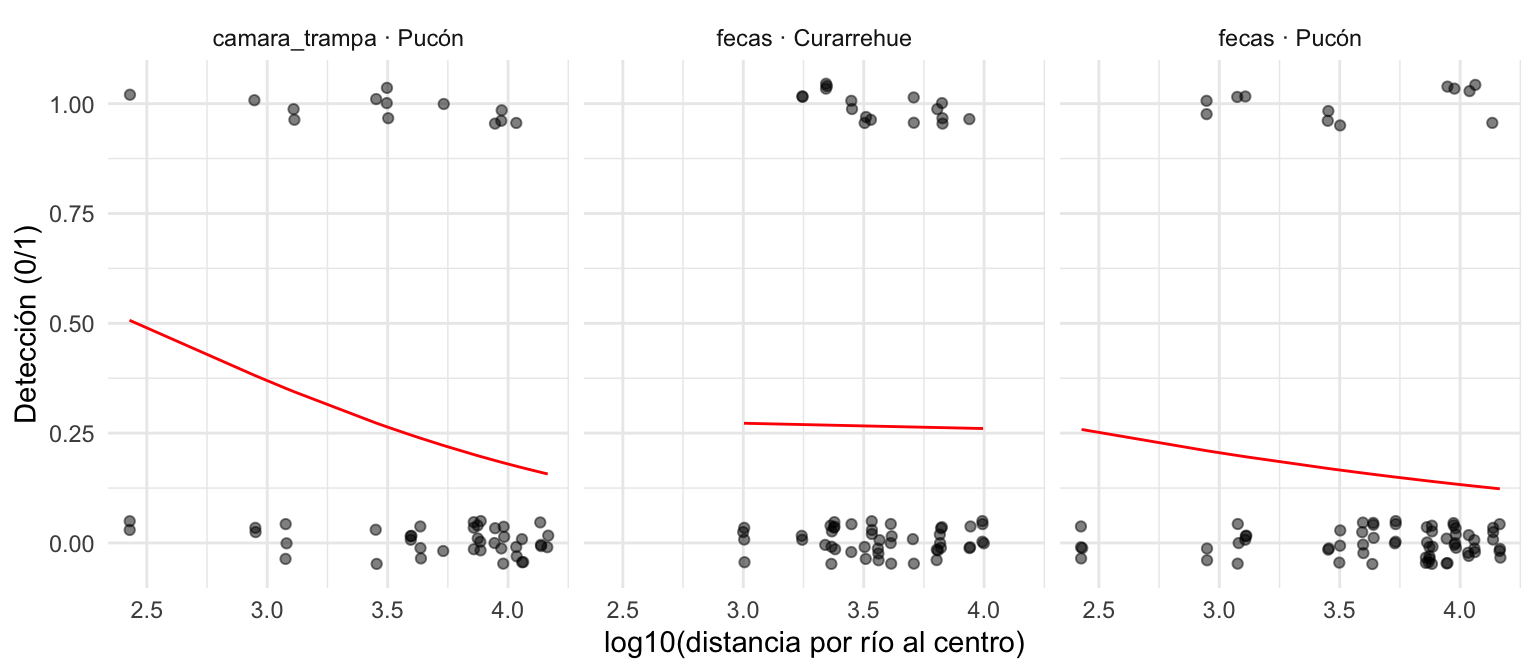 camara_trampa · Pucón
fecas · Curarrehue
fecas · Pucón
Detección (0/1)
1.00
0.75
0.50
0.25
0.00
2.5 3.0 3.5 4.0
2.5 3.0 3.5 4.0
2.5 3.0 3.5 4.0
log10(distancia por río al centro)